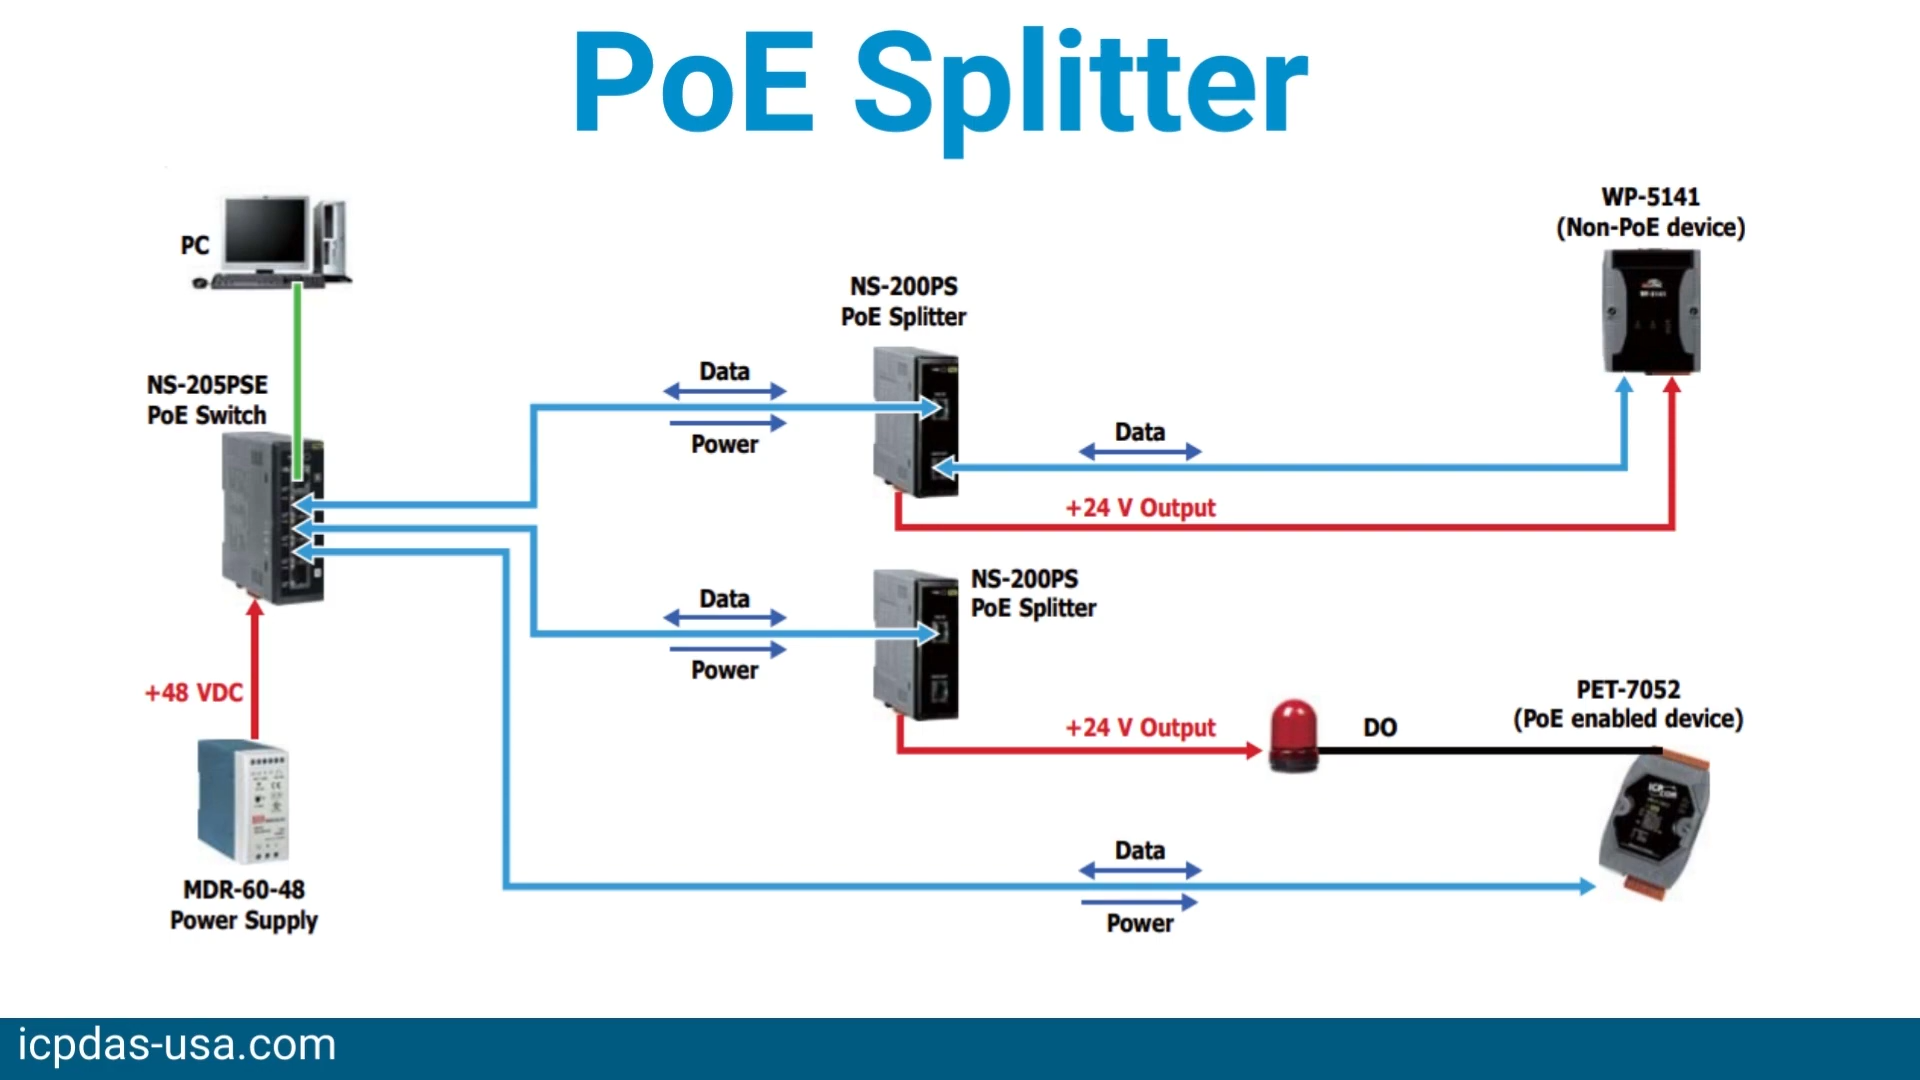 PoE Splitter
PC
NS-205PSE
PoE Switch
+48 VDC
MDR-60-48
Power Supply
Data
Power
NS-200PS
PoE Splitter
Data
+24 V Output
WP-5141
(Non-PoE device)
Data
Power
NS-200PS
PoE Splitter
+24 V Output
DO
PET-7052
(PoE enabled device)
Data
Power
icpdas-usa.com